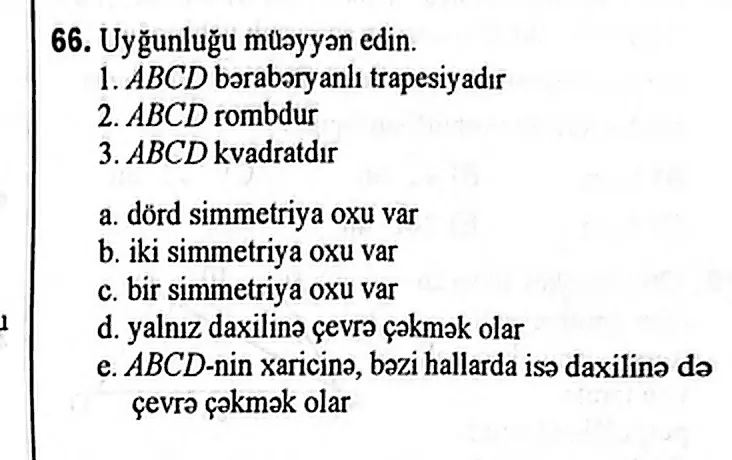 66. Uyğunluğu müəyyən edin.
1. ABCD bərabəryanlı trapesiyadır
2. ABCD rombdur
3. ABCD kvadratdır
a. dörd simmetriya oxu var
b. iki simmetriya oxu var
c. bir simmetriya oxu var
d. yalnız daxilinə çevrə çəkmək olar
e. ABCD-nin xaricinə, bəzi hallarda isə daxilinə də
çevrə çəkmək olar